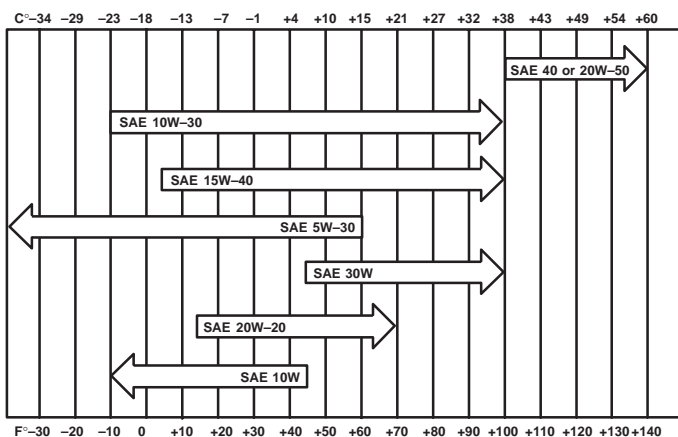 C°–34 –29 –23 –18 –13 –7 –1 +4 +10 +15 +21 +27 +32 +38 +43 +49 +54 +60
SAE 40 or 20W–50
SAE 10W–30
SAE 15W–40
SAE 5W–30
SAE 30W
SAE 20W–20
SAE 10W
F°–30 –20 –10 0 +10 +20 +30 +40 +50 +60 +70 +80 +90 +100 +110 +120 +130 +140